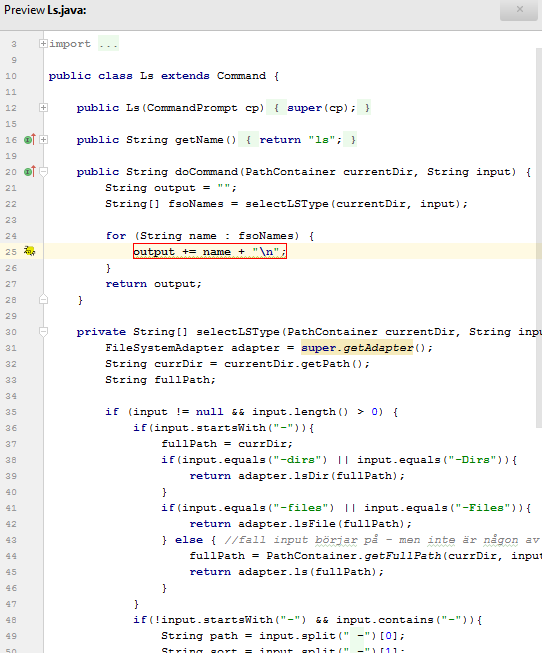 Preview Ls.java:
×
3 import ...
9
10 public class Ls extends Command {
11
12 public Ls(CommandPrompt cp) { super(cp); }
15
16 public String getName() { return "ls"; }
19
20 public String doCommand(PathContainer currentDir, String input) {
21 String output = "";
22 String[] fsoNames = selectLSType(currentDir, input);
23
24 for (String name : fsoNames) {
25 output += name + "\n";
26 }
27 return output;
28 }
29
30 private String[] selectLSType(PathContainer currentDir, String inpu
31 FileSystemAdapter adapter = super.getAdapter();
32 String currDir = currentDir.getPath();
33 String fullPath;
34
35 if (input != null && input.length() > 0) {
36 if(input.startsWith("-")){
37 fullPath = currDir;
38 if(input.equals("-dirs") || input.equals("-Dirs")){
39 return adapter.lsDir(fullPath);
40 }
41 if(input.equals("-files") || input.equals("-Files")){
42 return adapter.lsFile(fullPath);
43 } else { //fall input börjar på - men inte är någon av
44 fullPath = PathContainer.getFullPath(currDir, input
45 return adapter.ls(fullPath);
46 }
47 }
48 if(!input.startsWith("-") && input.contains("-")){
49 String path = input.split(" -")[0];
50 String sort = input.split(" -")[1];